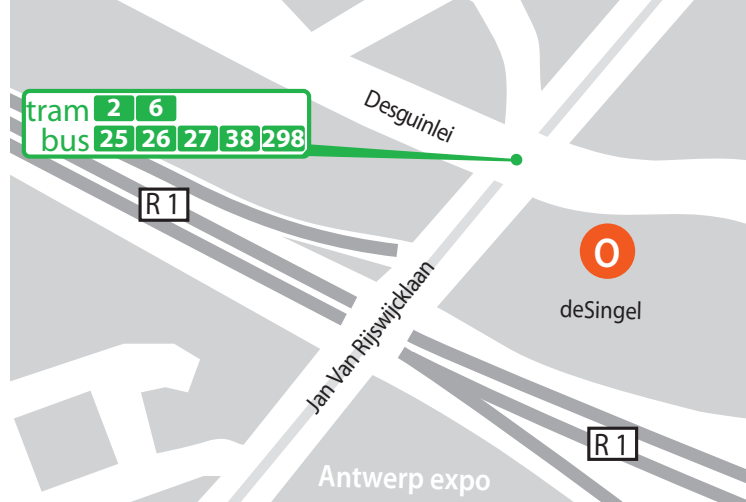 tram 2 6
bus 25 26 27 38 298
Desguinlei
R 1
O
deSingel
Jan Van Rijswijcklaan
R 1
Antwerp expo